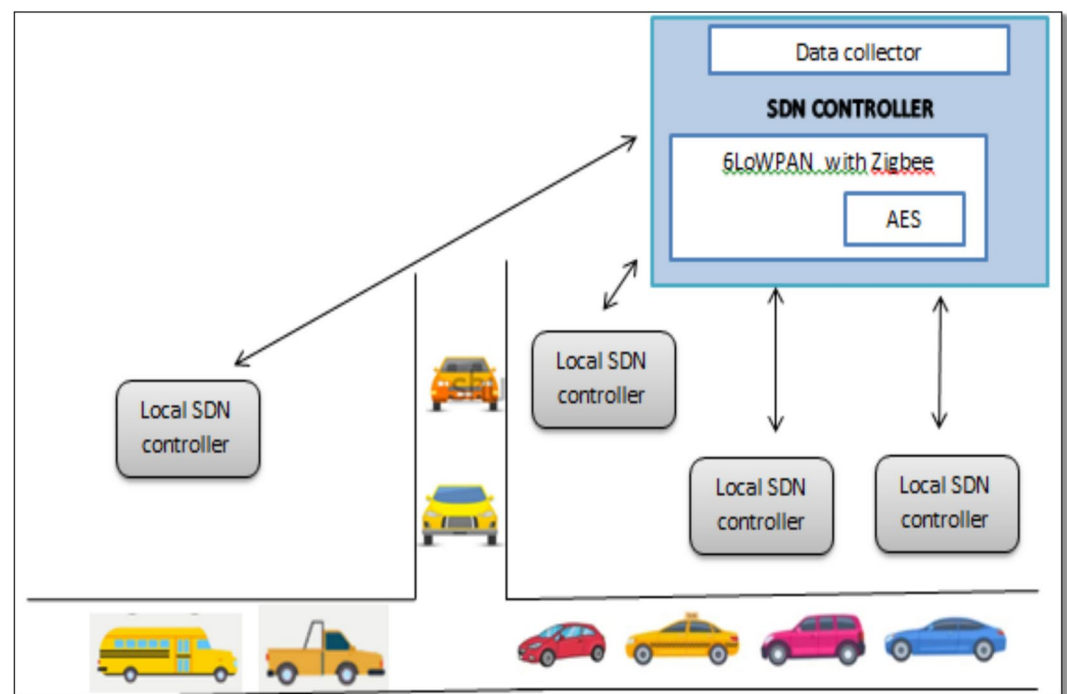 Data collector
SDN CONTROLLER
6LoWPAN with Zigbee
AES
Local SDN
controller
Local SDN
controller
Local SDN
controller
Local SDN
controller